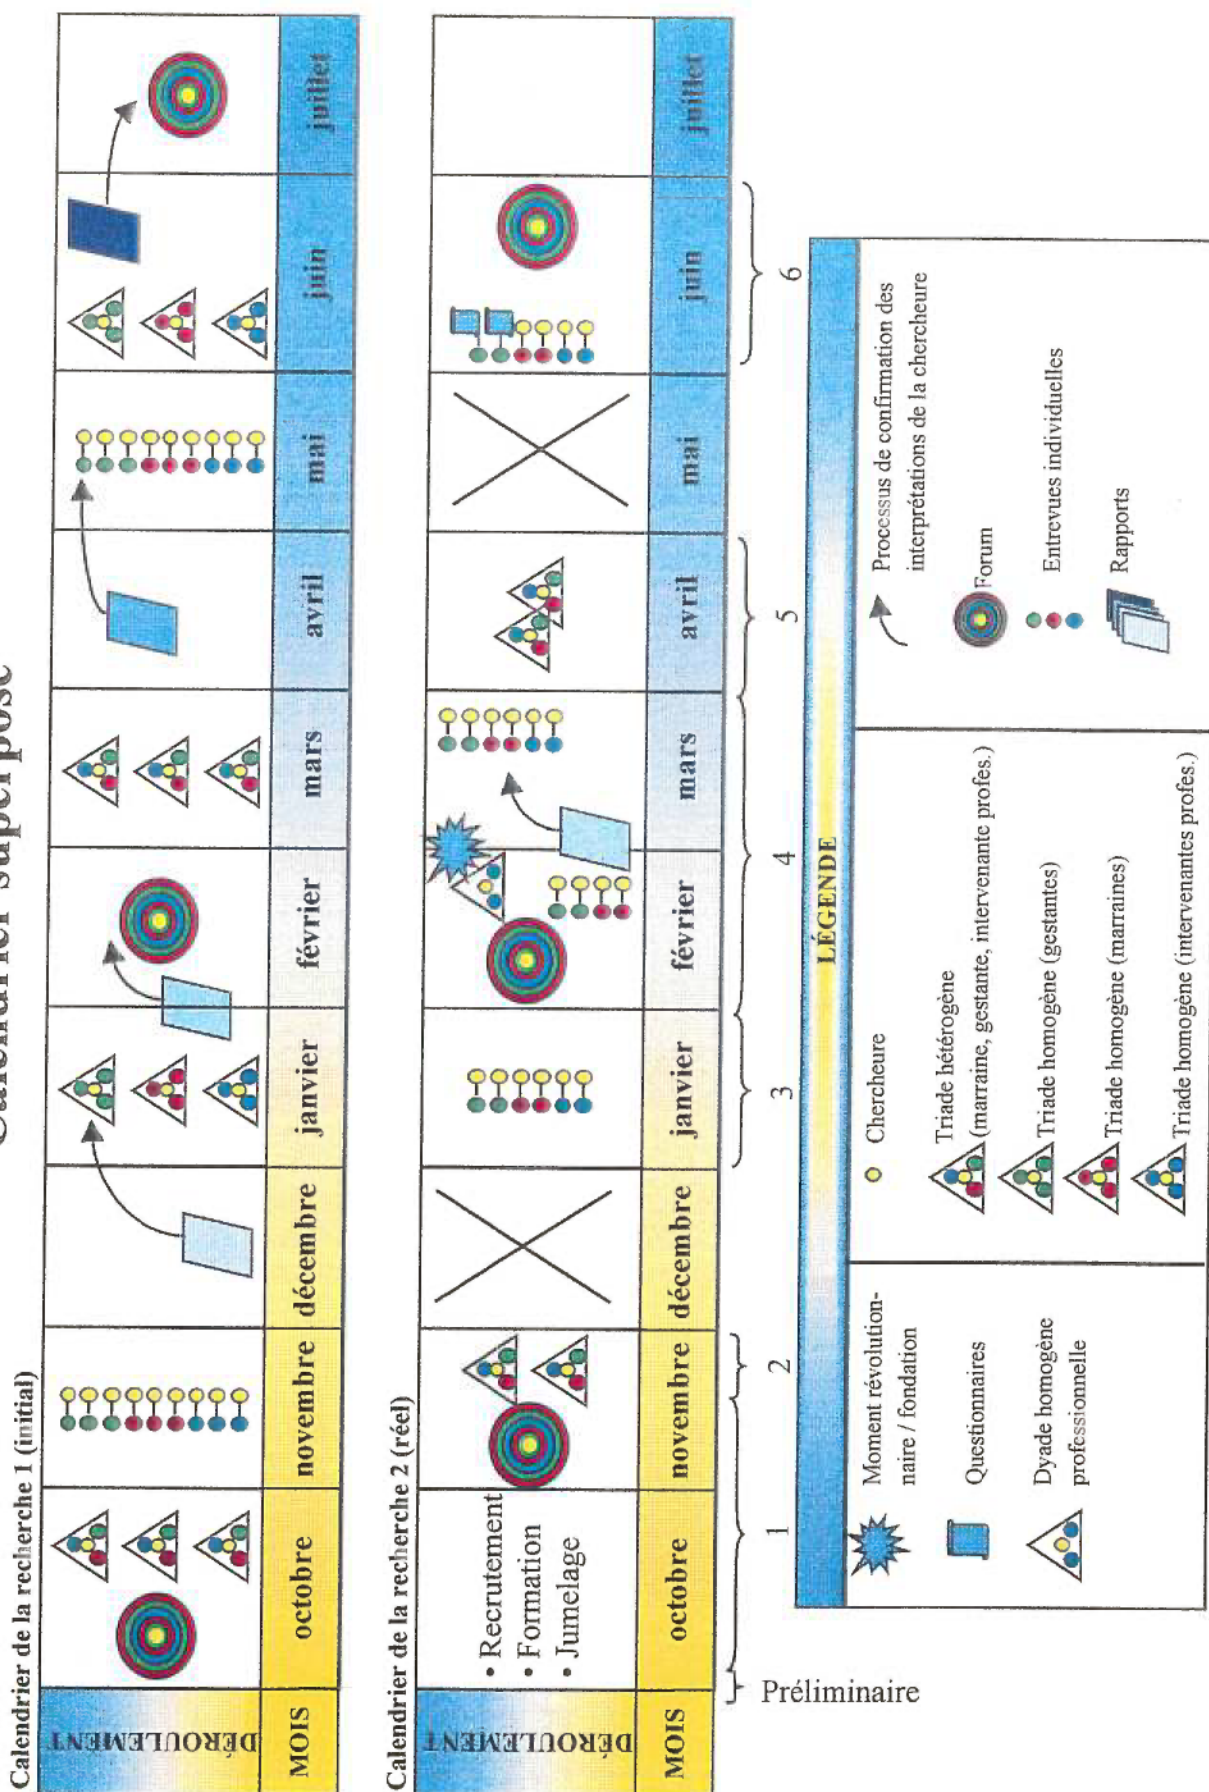 Calendrier superposé
Calendrier de la recherche 1 (initial)
DÉROULEMENT
MOIS
octobre
novembre
décembre
janvier
février
mars
avril
mai
juin
juillet
Calendrier de la recherche 2 (réel)
DÉROULEMENT
• Recrutement
• Formation
• Jumelage
MOIS
octobre
novembre
décembre
janvier
février
mars
avril
mai
juin
juillet
Préliminaire
1
2
3
4
5
6
LÉGENDE
Moment révolution-
naire / fondation
Questionnaires
Dyade homogène
professionnelle
Chercheure
Triade hétérogène
(marraine, gestante, intervenante profes.)
Triade homogène (gestantes)
Triade homogène (marraines)
Triade homogène (intervenantes profes.)
Processus de confirmation des
interprétations de la chercheure
Forum
Entrevues individuelles
Rapports